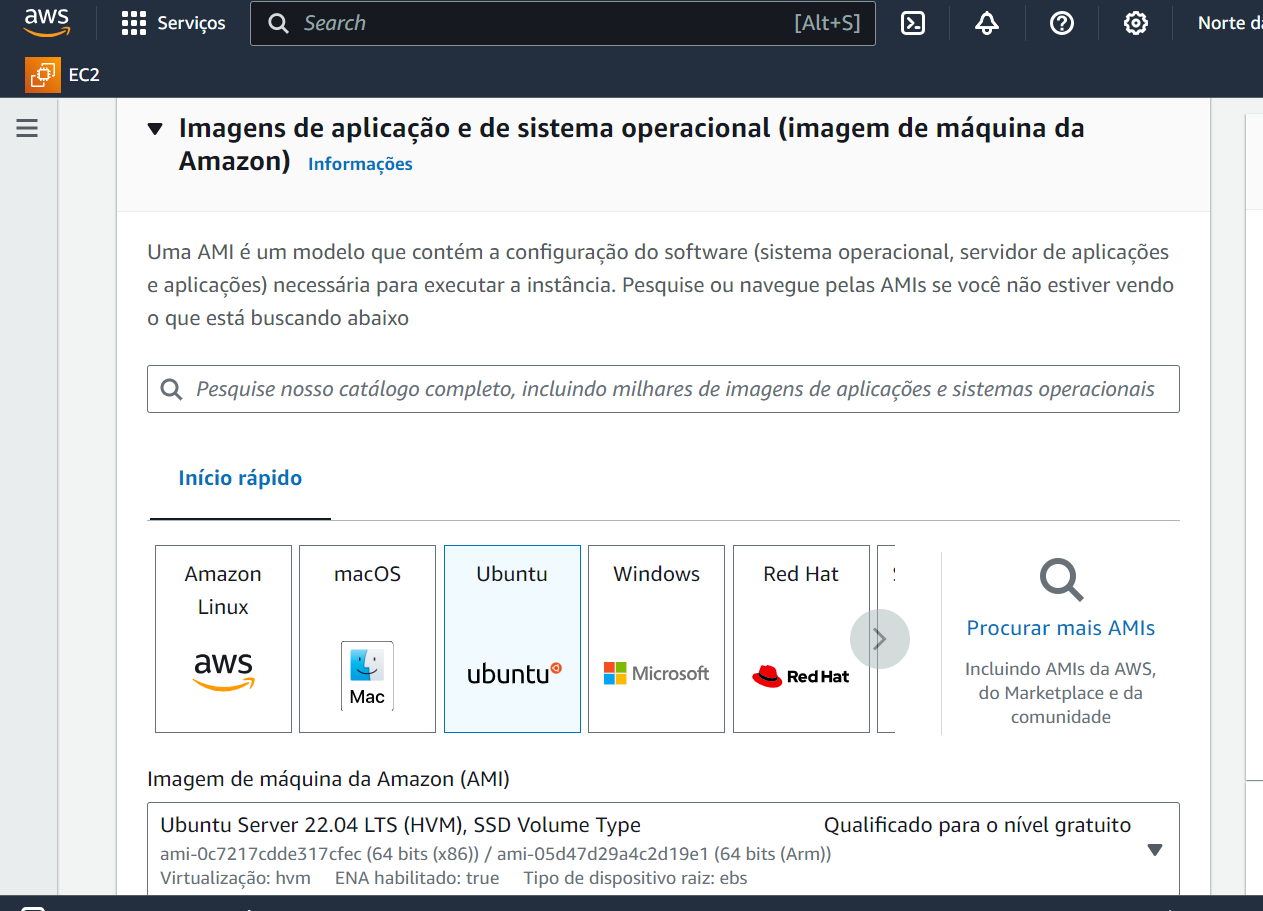 aws
Serviços
Search
[Alt+S]
Norte
EC2
Imagens de aplicação e de sistema operacional (imagem de máquina da
Amazon) Informações
Uma AMI é um modelo que contém a configuração do software (sistema operacional, servidor de aplicações
e aplicações) necessária para executar a instância. Pesquise ou navegue pelas AMIs se você não estiver vendo
o que está buscando abaixo
Pesquise nosso catálogo completo, incluindo milhares de imagens de aplicações e sistemas operacionais
Início rápido
Amazon
Linux
aws
macOS
Mac
Ubuntu
ubuntu
Windows
Microsoft
Red Hat
Red Hat
Procurar mais AMIs
Incluindo AMIs da AWS,
do Marketplace e da
comunidade
Imagem de máquina da Amazon (AMI)
Ubuntu Server 22.04 LTS (HVM), SSD Volume Type
Qualificado para o nível gratuito
ami-0c7217cdde317cfec (64 bits (x86)) / ami-05d47d29a4c2d19e1 (64 bits (Arm))
Virtualização: hvm ENA habilitado: true Tipo de dispositivo raiz: ebs